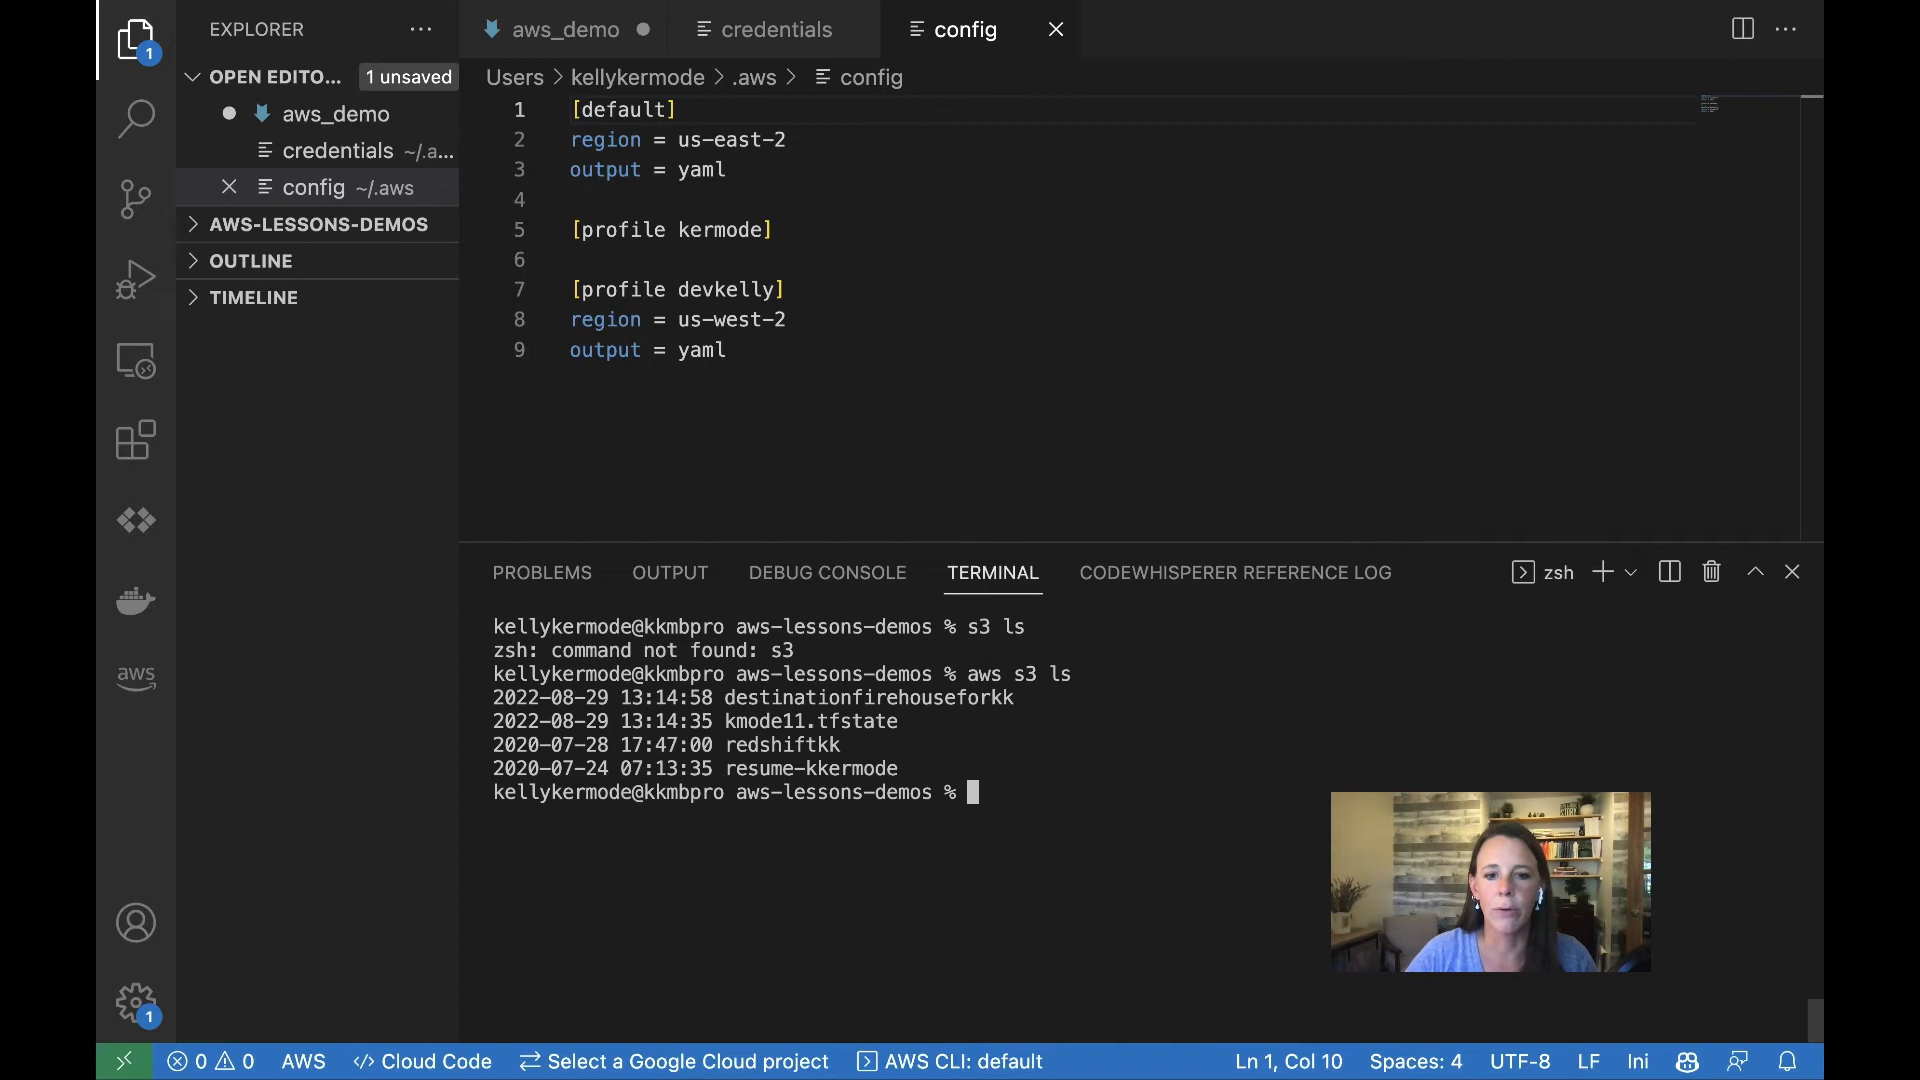 EXPLORER
aws_demo
credentials
config
1
OPEN EDITO... 1 unsaved
aws_demo
credentials ~/.a...
config ~/.aws
AWS-LESSONS-DEMOS
OUTLINE
TIMELINE
aws
1
Users > kellykermode > .aws > config
1 [default]
2 region = us-east-2
3 output = yaml
4
5 [profile kermode]
6
7 [profile devkelly]
8 region = us-west-2
9 output = yaml
PROBLEMS OUTPUT DEBUG CONSOLE TERMINAL CODEWHISPERER REFERENCE LOG zsh
kellykermode@kkmbpro aws-lessons-demos % s3 ls
zsh: command not found: s3
kellykermode@kkmbpro aws-lessons-demos % aws s3 ls
2022-08-29 13:14:58 destinationfirehouseforkk
2022-08-29 13:14:35 kmode11.tfstate
2020-07-28 17:47:00 redshiftkk
2020-07-24 07:13:35 resume-kkermode
kellykermode@kkmbpro aws-lessons-demos %
0 0 AWS </> Cloud Code Select a Google Cloud project AWS CLI: default Ln 1, Col 10 Spaces: 4 UTF-8 LF Ini